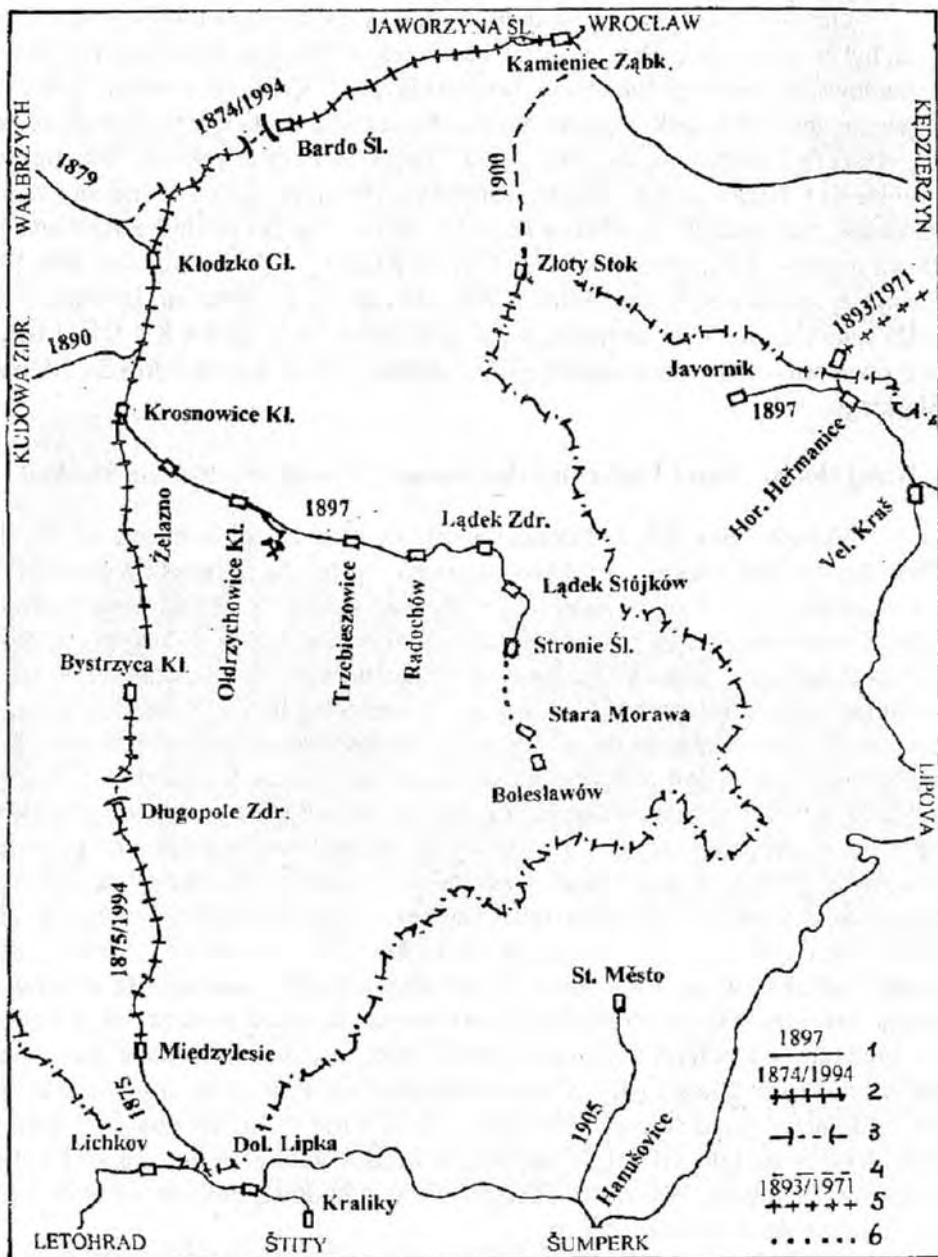 JAWORZYNA ŚL.
WROCŁAW
Kamieniec Ząbk.
WAŁBRZYCH
1874/1994
Bardo Śl.
1879
1900
KĘDZIERZYN
Kłodzko Gł.
Złoty Stok
1893/1971
KUDOWA ZDR.
1890
Javornik
1897
Krosnowice Kł.
Hor. Heřmanice
Żelazno
Ołdrzychowice Kł.
1897
Trzebieszowice
Radochów
Lądek Zdr.
Vel. Kraš
Lądek Stójków
Stronie Śl.
Bystrzyca Kł.
Stara Morawa
Bolesławów
LIPOVA
Długopole Zdr.
1875/1994
St. Město
Międzylesie
1875
1905
Hanušovice
Lichkov
Dol. Lipka
Kraliky
LETOHRAD
ŠTITY
ŠUMPERK
1897 1
1874/1994 2
3
4
1893/1971 5
6